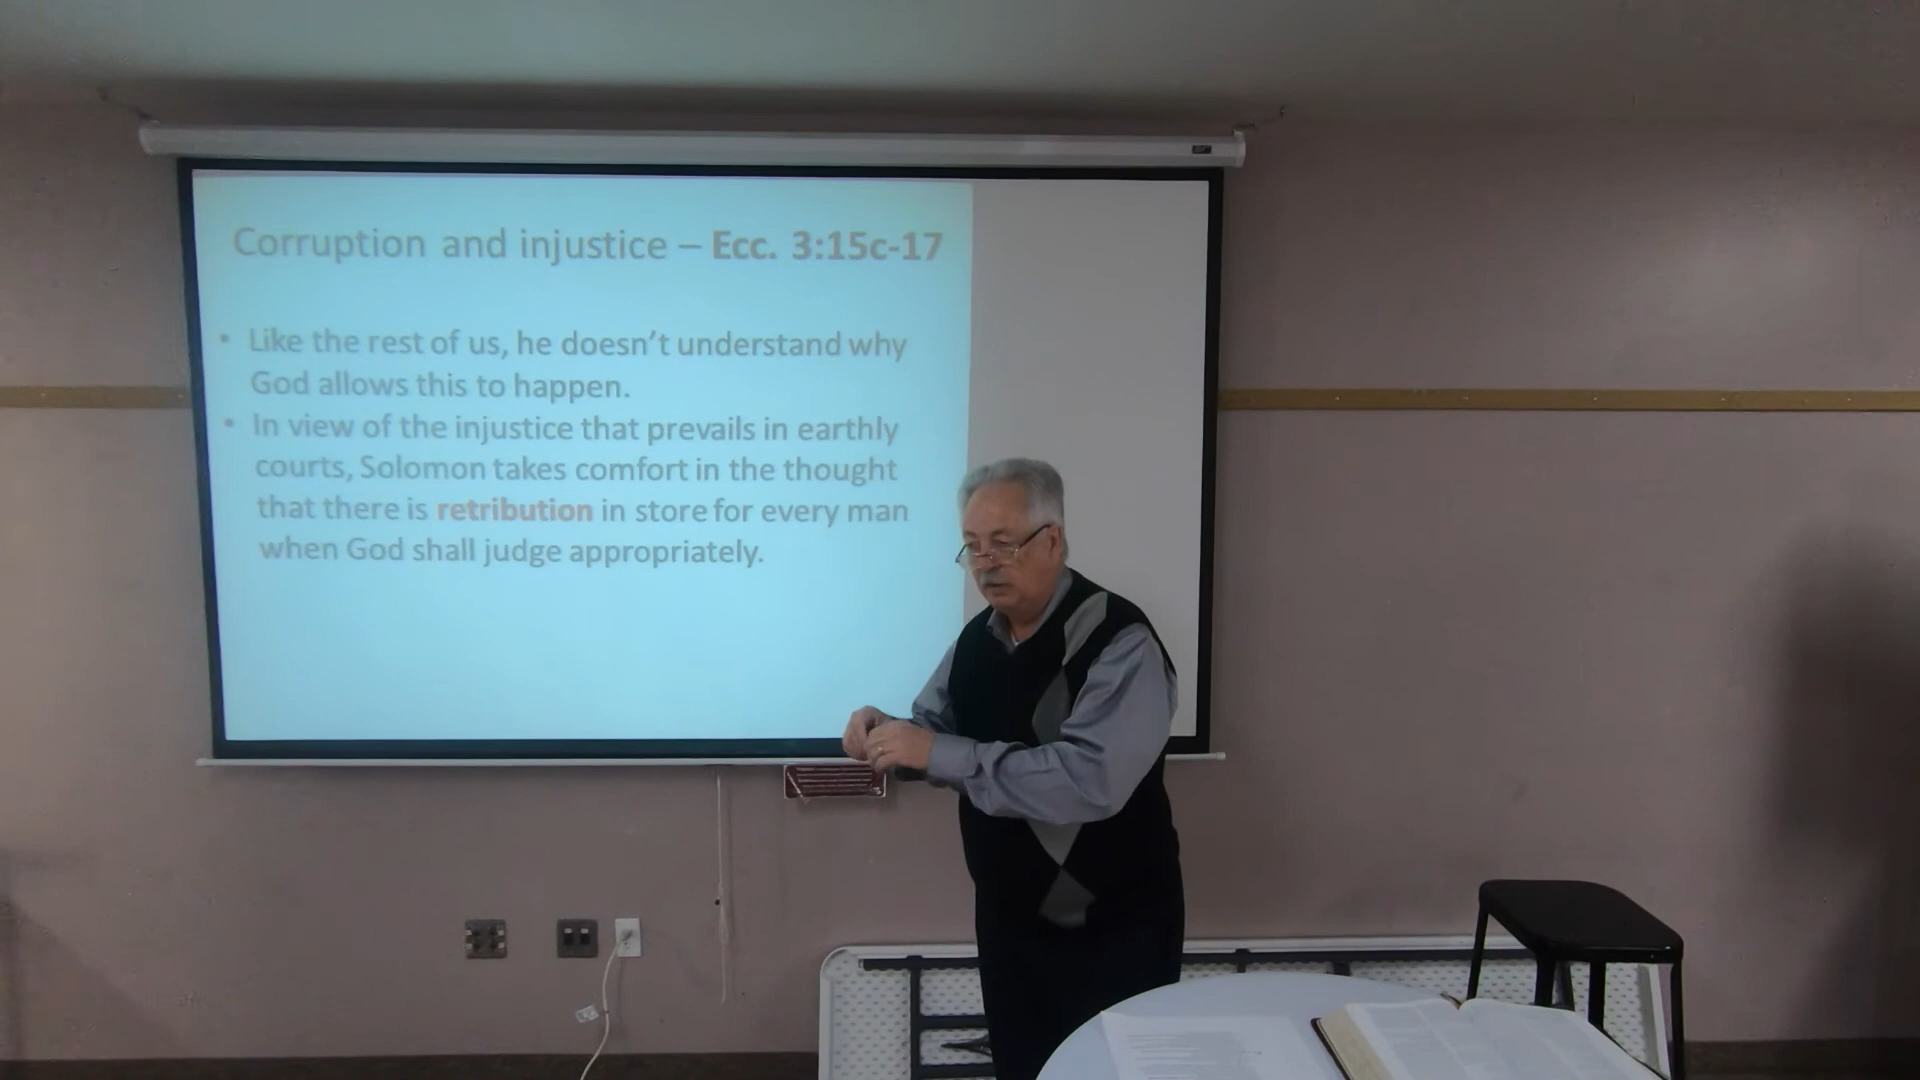 Corruption and injustice – Ecc. 3:15c-17
• Like the rest of us, he doesn't understand why
God allows this to happen.
• In view of the injustice that prevails in earthly
courts, Solomon takes comfort in the thought
that there is retribution in store for every man
when God shall judge appropriately.